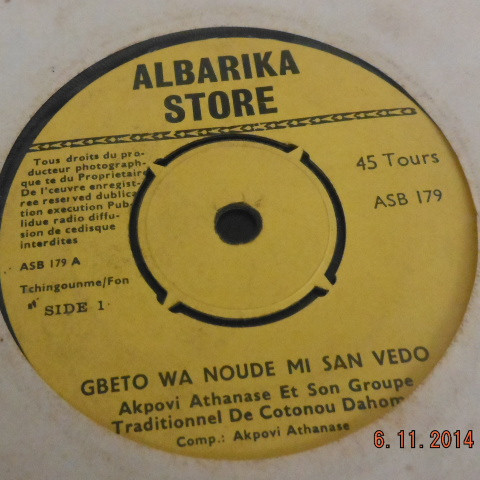 ALBARIKA
STORE
Tous droits du pro-
ducteur photograph-
que te du Proprietaire
De l'œuvre enregist-
ree reserved dublica
tion execution Pub
lidue radio diffu-
sion de cedisque
interdites
45 Tours
ASB 179
ASB 179 A
Tchingounme/Fon
SIDE 1
GBETO WA NOUDE MI SAN VEDO
Akpovi Athanase Et Son Groupe
Traditionnel De Cotonou Dahom
Comp.: Akpovi Athanase
6.11.2014